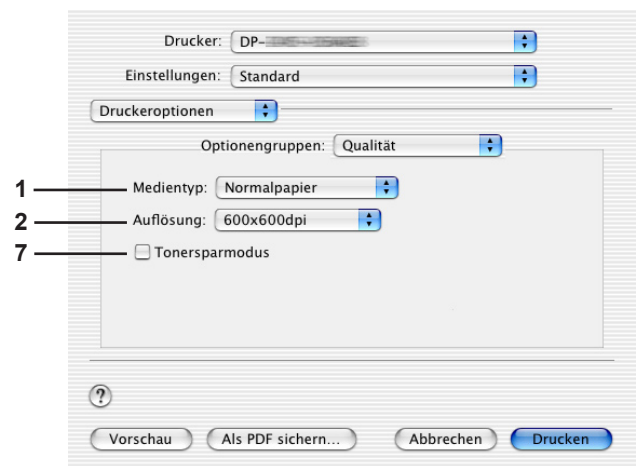 Drucker: DP-
Einstellungen: Standard
Druckeroptionen
Optionengruppen: Qualität
1 Medientyp: Normalpapier
2 Auflösung: 600x600dpi
7 Tonersparmodus
?
Vorschau Als PDF sichern... Abbrechen Drucken